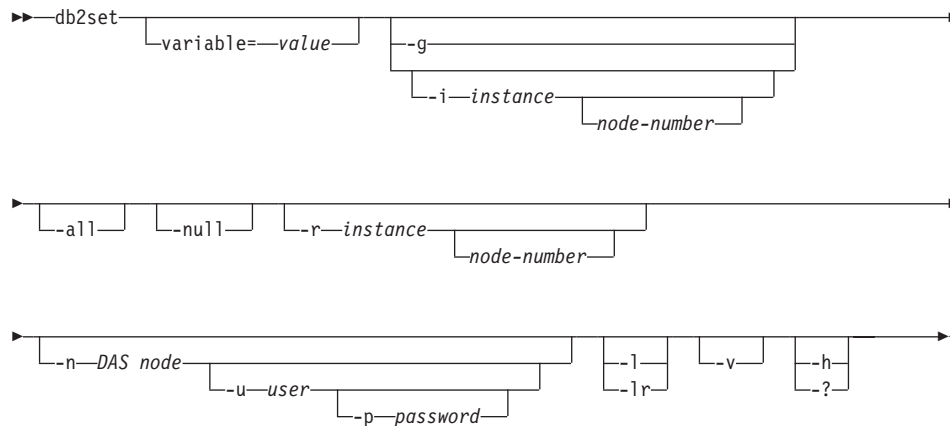 db2set
variable= value
-g
-i instance
node-number
-all
-null
-r instance
node-number
-n DAS node
-u user
-p password
-l
-lr
-v
-h
-?